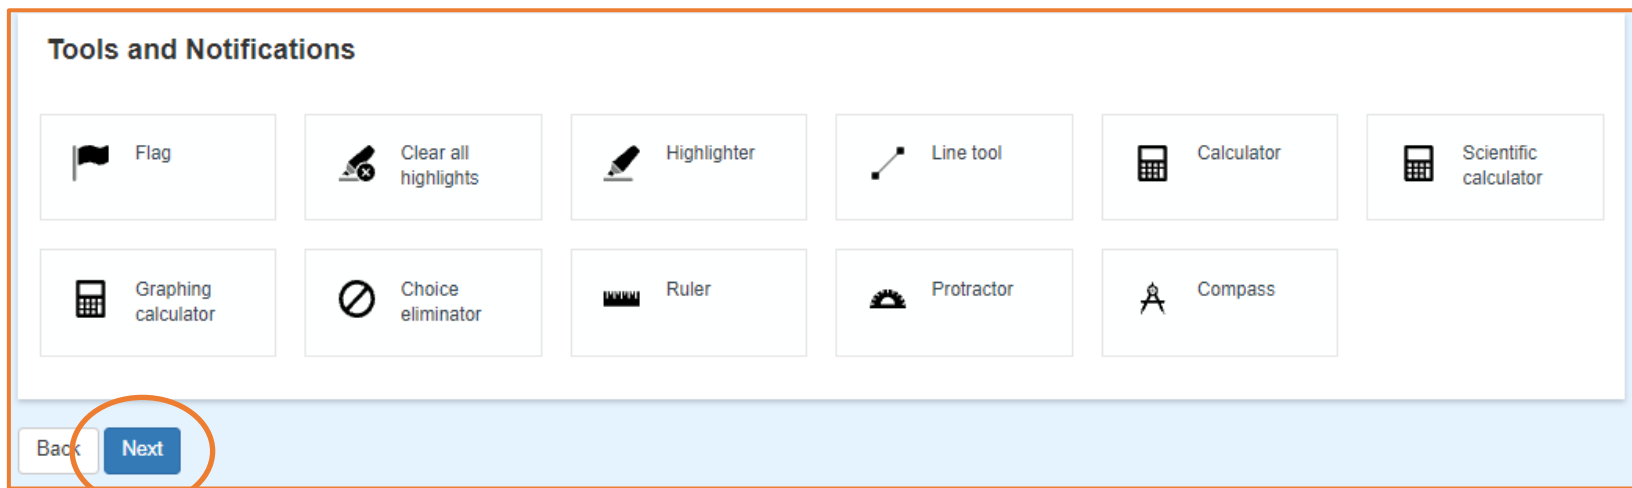 Tools and Notifications
Flag
Clear all
highlights
Highlighter
Line tool
Calculator
Scientific
calculator
Graphing
calculator
Choice
eliminator
Ruler
Protractor
Compass
Back
Next